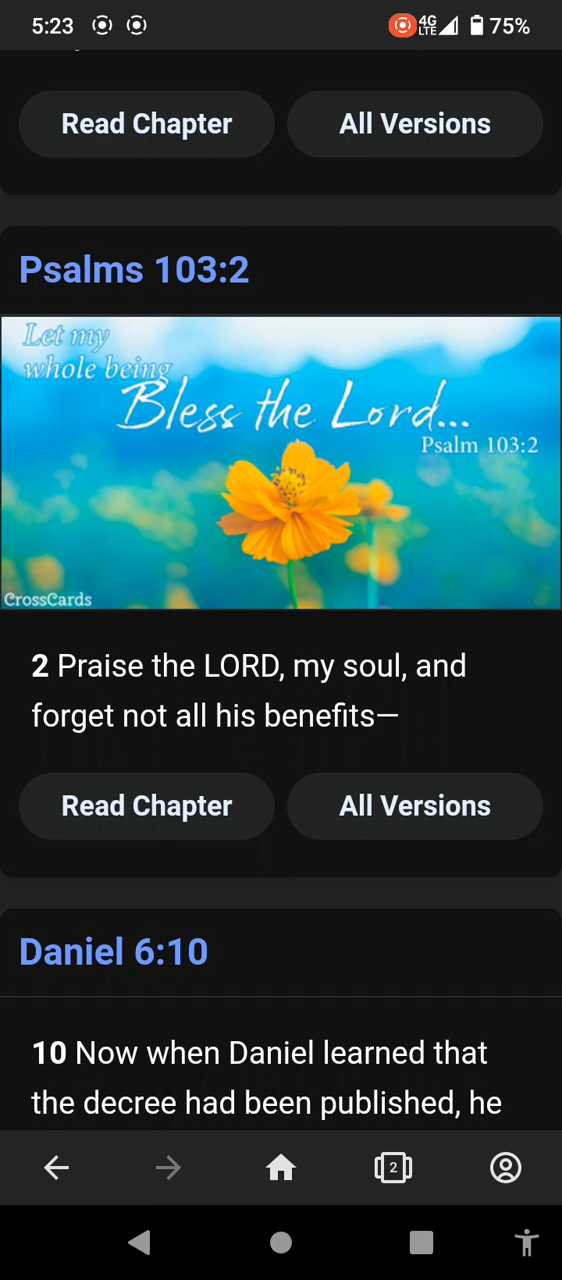 5:23
4G
LTE
75%
Read Chapter
All Versions
Psalms 103:2
Let my
whole being
Bless the Lord...
Psalm 103:2
CrossCards
2 Praise the LORD, my soul, and
forget not all his benefits—
Read Chapter
All Versions
Daniel 6:10
10 Now when Daniel learned that
the decree had been published, he
2